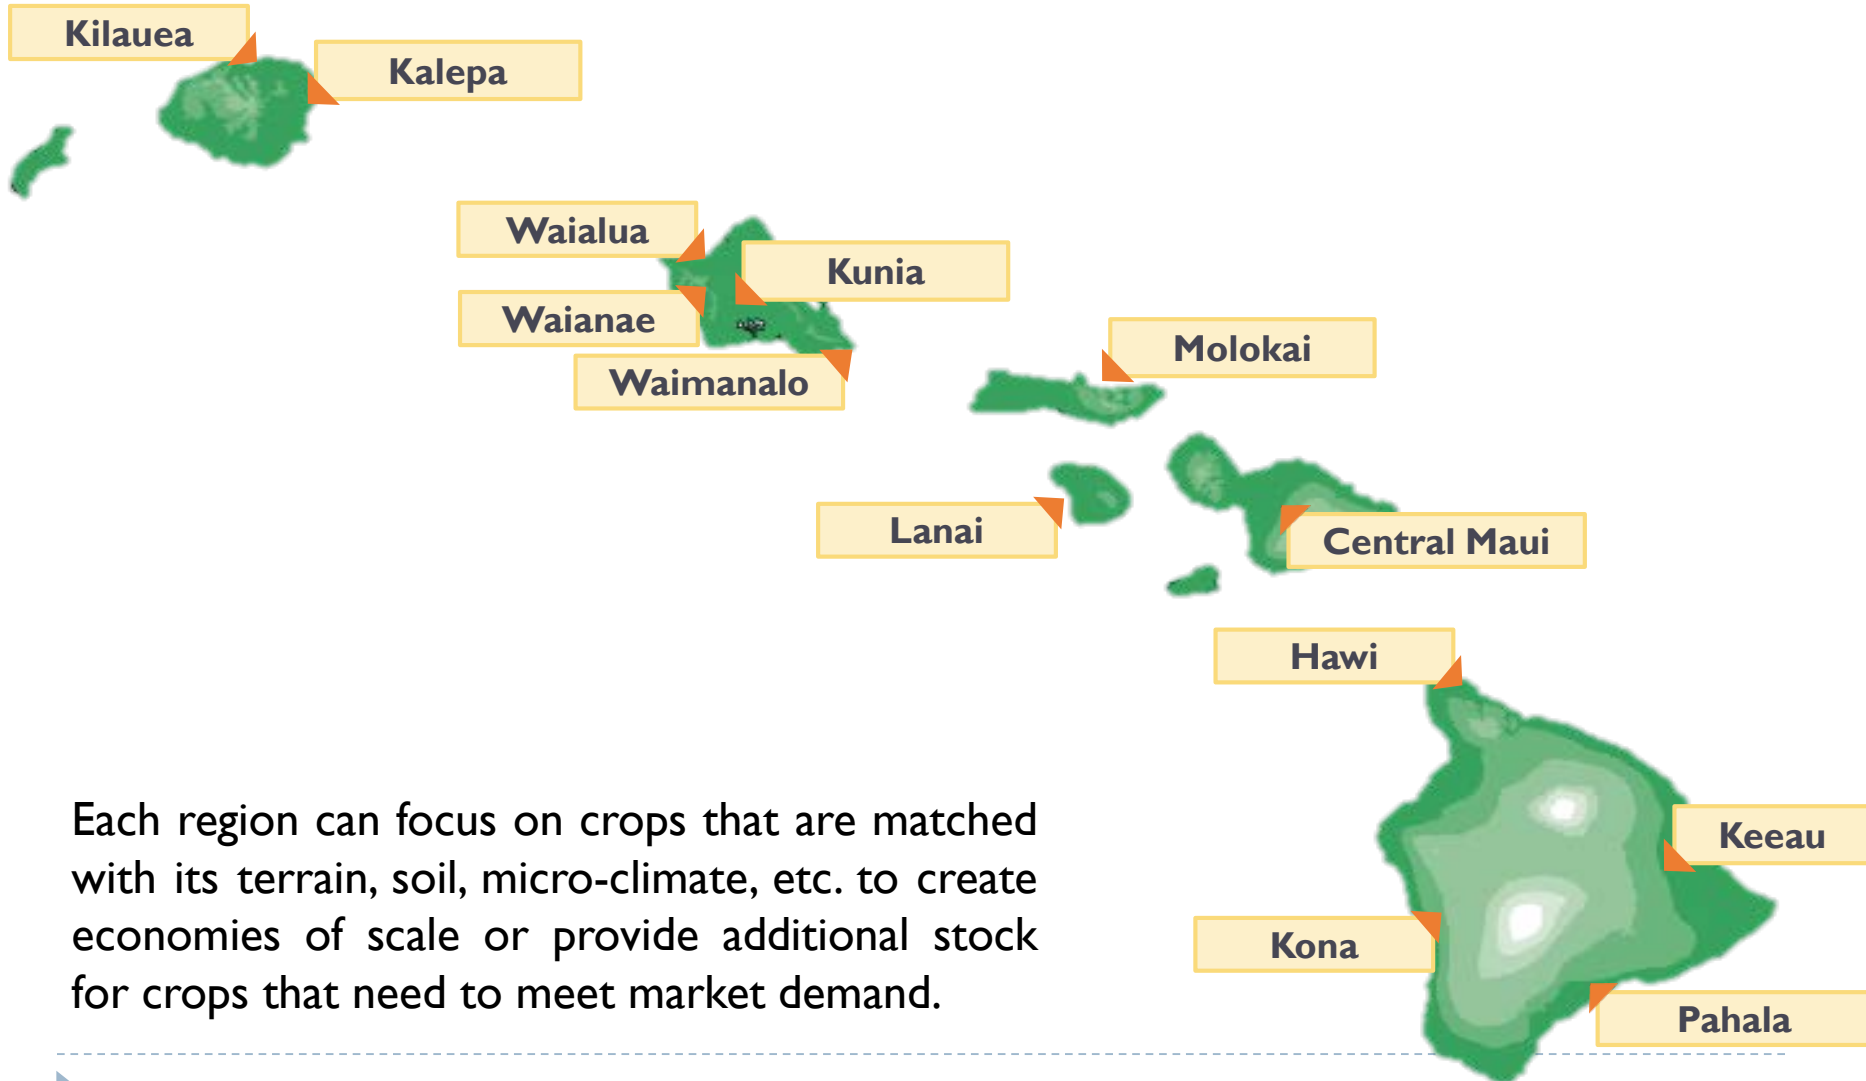 Kilauea
Kalepa
Waialua
Kunia
Waianae
Waimanalo
Molokai
Lanai
Central Maui
Hawi
Keeau
Kona
Pahala
Each region can focus on crops that are matched
with its terrain, soil, micro-climate, etc. to create
economies of scale or provide additional stock
for crops that need to meet market demand.